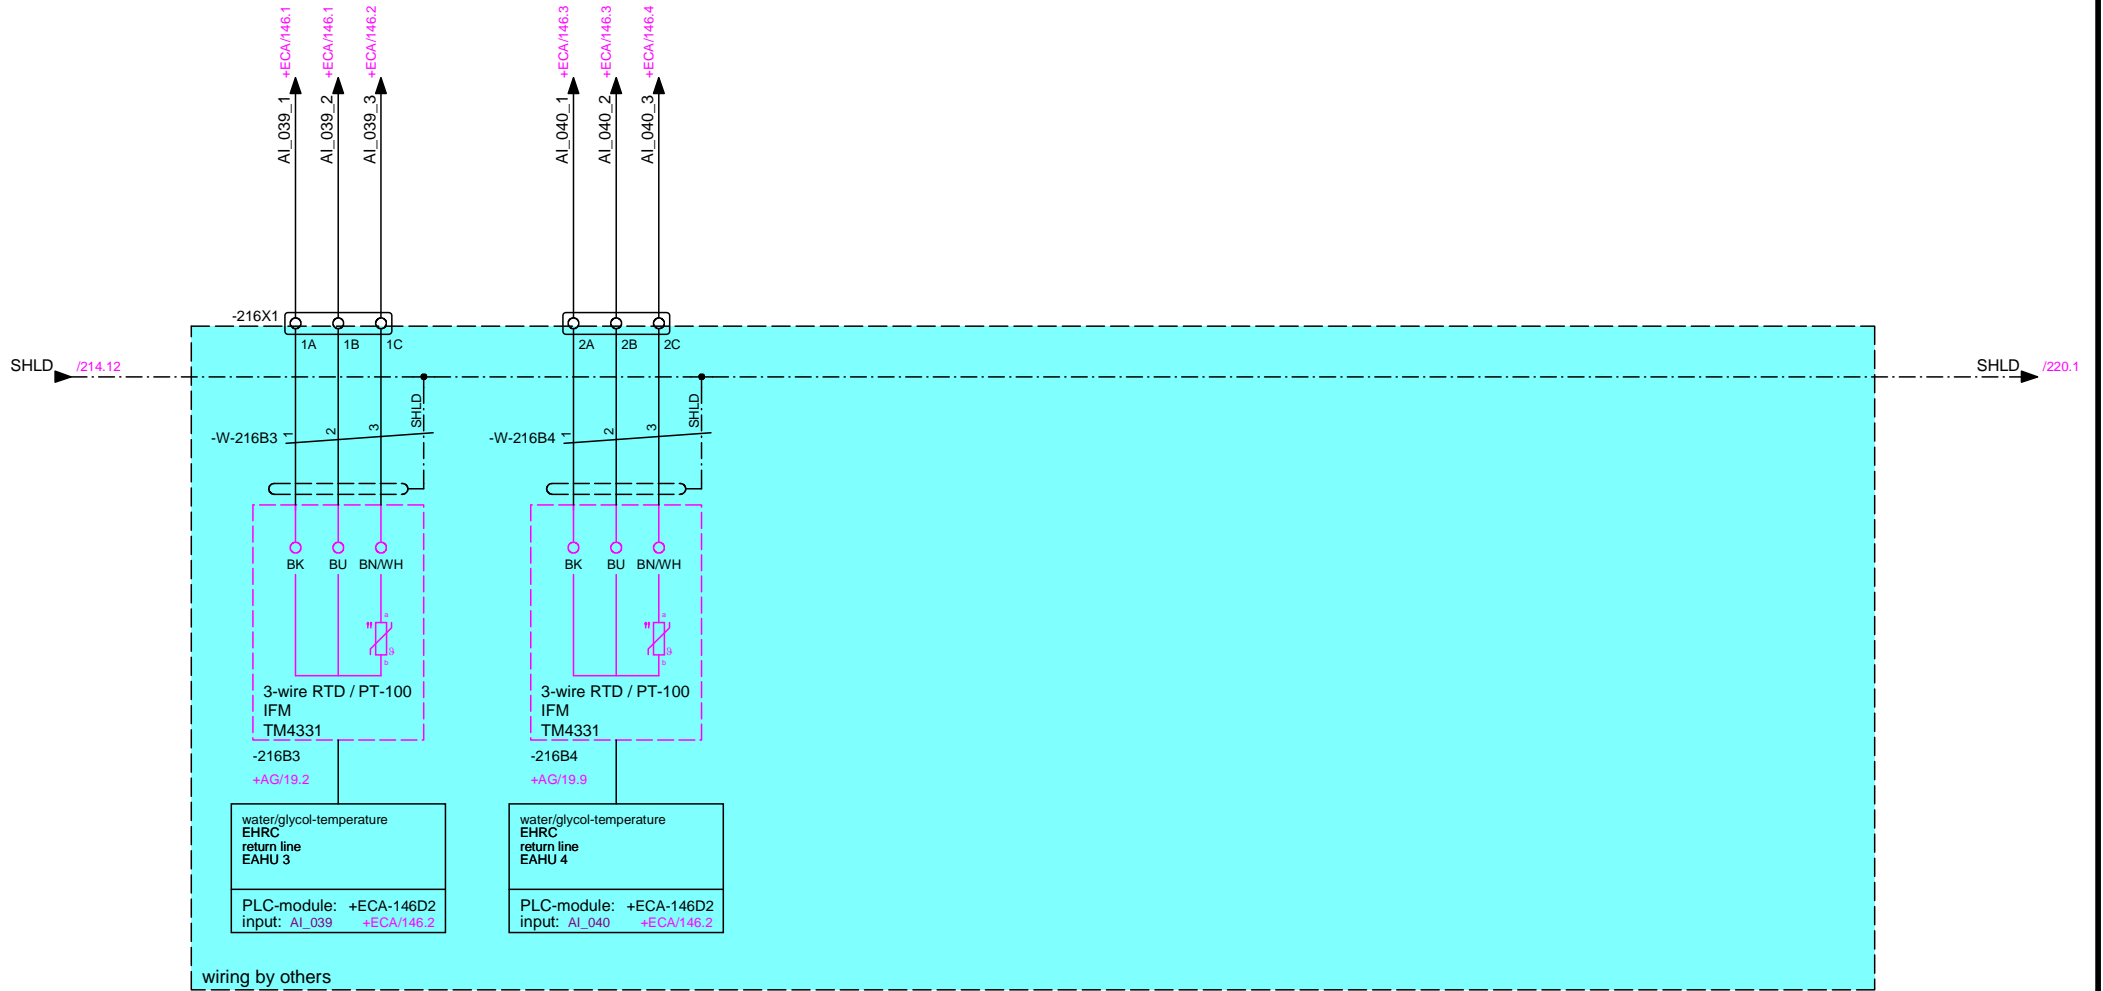 +ECA/146.1
+ECA/146.1
+ECA/146.2
+ECA/146.3
+ECA/146.3
+ECA/146.4
AI_039_1
AI_039_2
AI_039_3
AI_040_1
AI_040_2
AI_040_3
-216X1
1A 1B 1C
2A 2B 2C
SHLD /214.12
SHLD /220.1
-W-216B3 1 2 3 SHLD
-W-216B4 1 2 3 SHLD
BK BU BN/WH
BK BU BN/WH
a
ϑ
b
a
ϑ
b
3-wire RTD / PT-100
IFM
TM4331
-216B3
+AG/19.2
3-wire RTD / PT-100
IFM
TM4331
-216B4
+AG/19.9
water/glycol-temperature
EHRC
return line
EAHU 3
PLC-module: +ECA-146D2
input: AI_039 +ECA/146.2
water/glycol-temperature
EHRC
return line
EAHU 4
PLC-module: +ECA-146D2
input: AI_040 +ECA/146.2
wiring by others